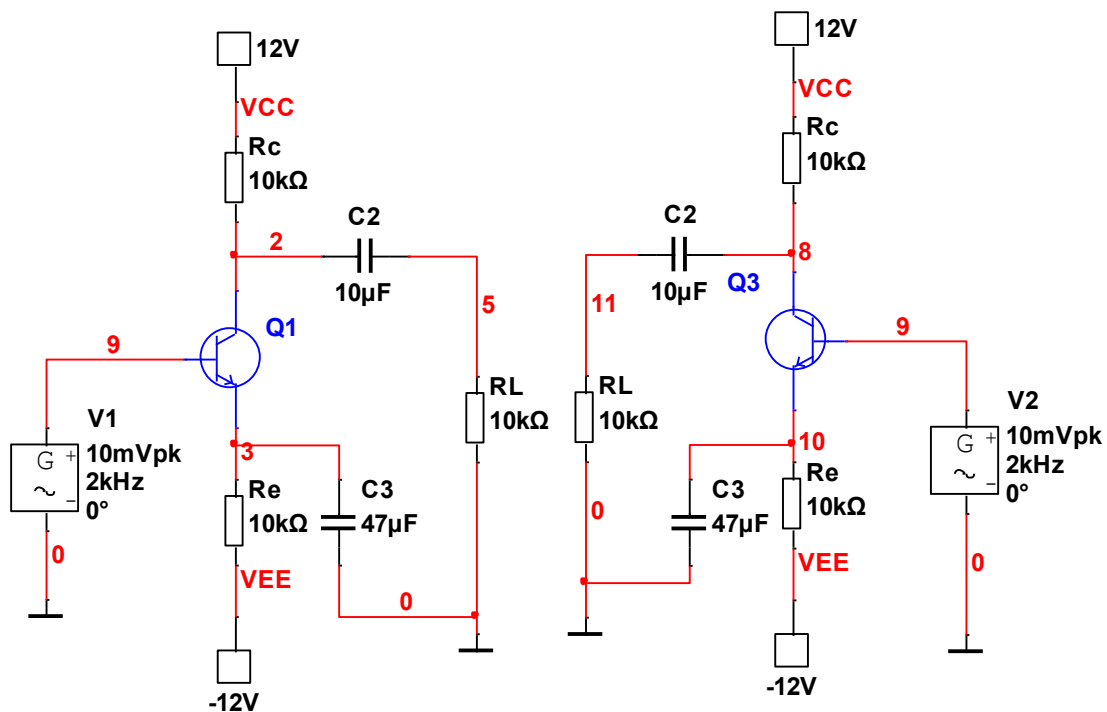 12V
VCC
Rc
10kΩ
C2
2
10µF
5
Q1
9
RL
10kΩ
V1
G
10mVpk
2kHz
0°
3
Re
10kΩ
C3
47µF
0
VEE
0
-12V
12V
VCC
Rc
10kΩ
C2
8
10µF
Q3
11
9
RL
10kΩ
V2
G
10mVpk
2kHz
0°
10
C3
47µF
Re
10kΩ
0
VEE
0
-12V